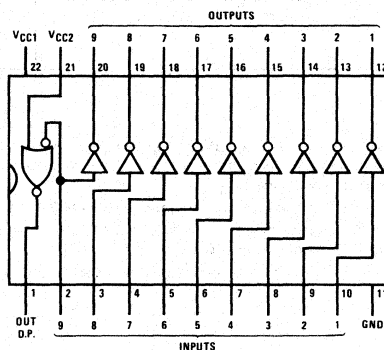 OUTPUTS
VCC1 VCC2 9 8 7 6 5 4 3 2 1
22 21 20 19 18 17 16 15 14 13 12
1 2 3 4 5 6 7 8 9 10 11
OUT D.P. 9 8 7 6 5 4 3 2 1 GND
INPUTS